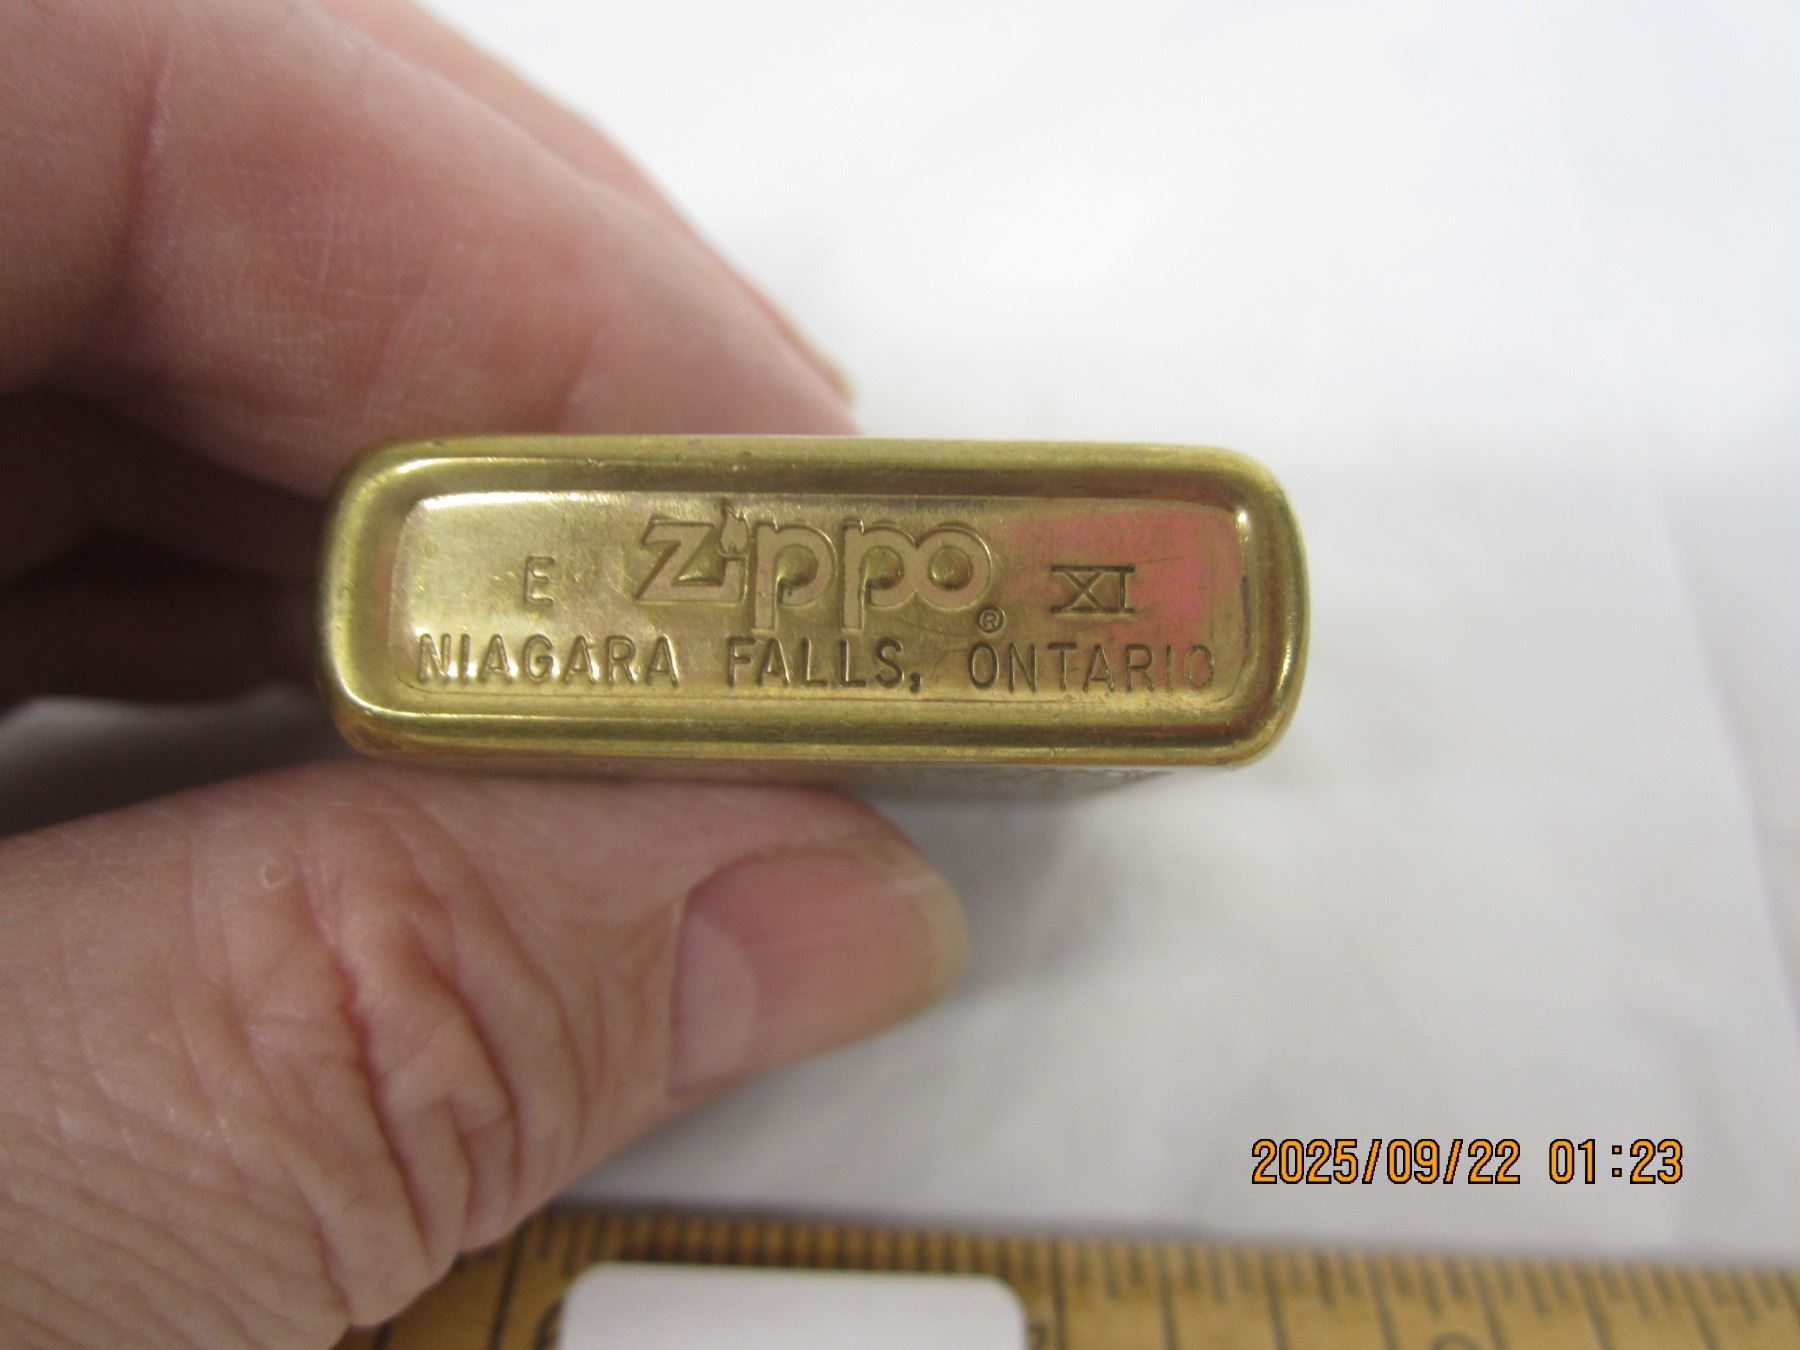 E zippo® XI
NIAGARA FALLS, ONTARIO
2025/09/22 01:23